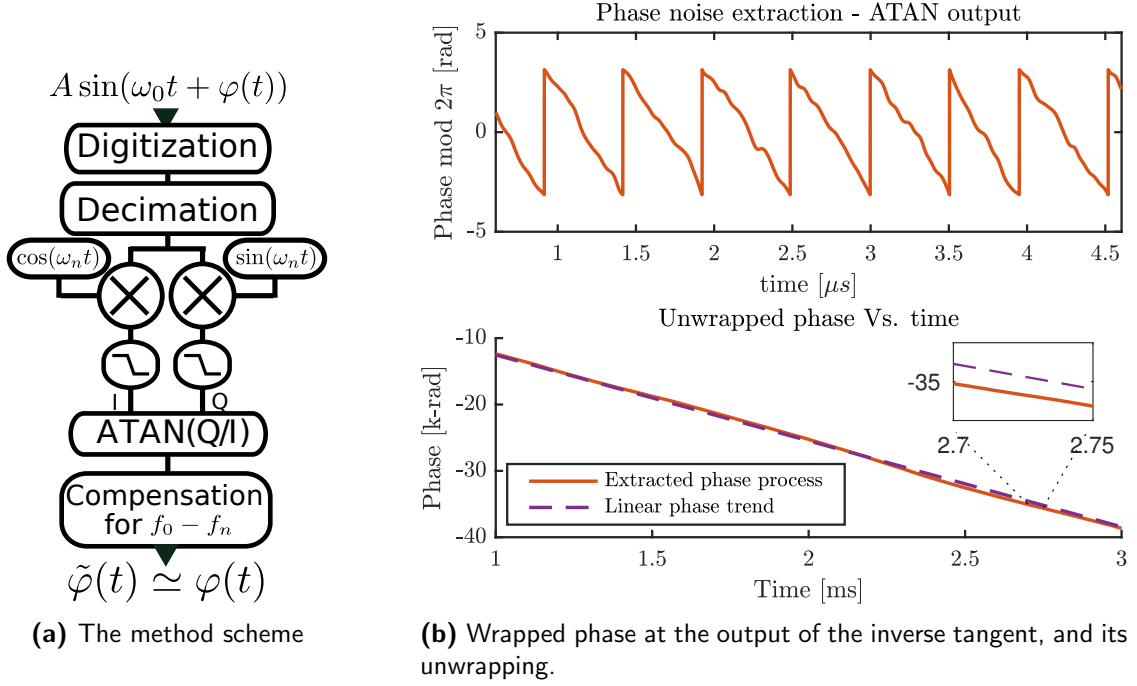 A sin(ω₀t + φ(t))
Digitization
Decimation
cos(ωₙt)
sin(ωₙt)
I
Q
ATAN(Q/I)
Compensation
for f₀ − fₙ
φ̃(t) ≃ φ(t)
(a) The method scheme
Phase noise extraction - ATAN output
Phase mod 2π [rad]
5
0
-5
1 1.5 2 2.5 3 3.5 4 4.5
time [μs]
Unwrapped phase Vs. time
Phase [k-rad]
-10
-20
-30
-40
-35
2.7 2.75
Extracted phase process
Linear phase trend
1 1.5 2 2.5 3
Time [ms]
(b) Wrapped phase at the output of the inverse tangent, and its
unwrapping.